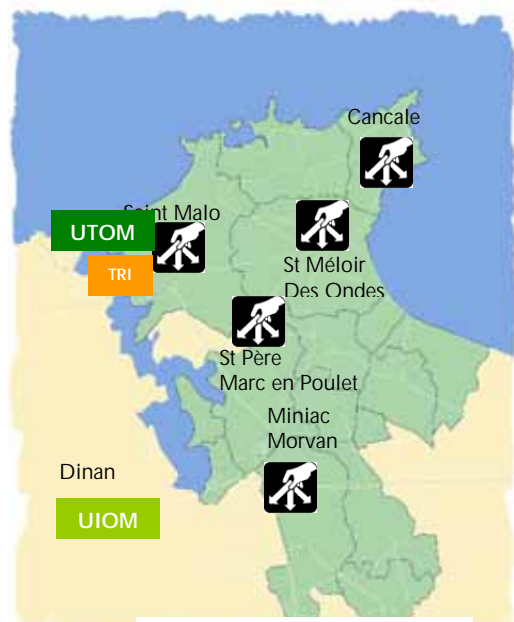 Cancale
Saint Malo
UTOM
TRI
St Méloir
Des Ondes
St Père
Marc en Poulet
Miniac
Morvan
Dinan
UIOM